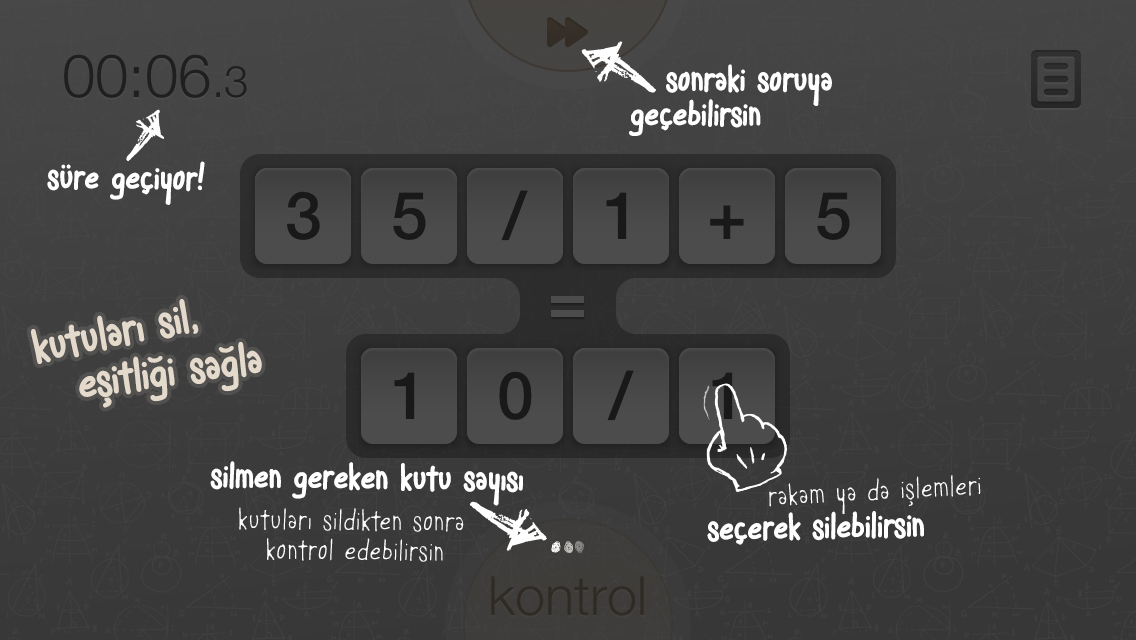 00:06.3
sonraki soruya
geçebilirsin
süre geçiyor!
3 5 / 1 + 5
=
kutuları sil,
eşitliği sağla
1 0 / 1
silmen gereken kutu sayısı
kutuları sildikten sonra
kontrol edebilirsin
rakam ya da işlemleri
seçerek silebilirsin
kontrol